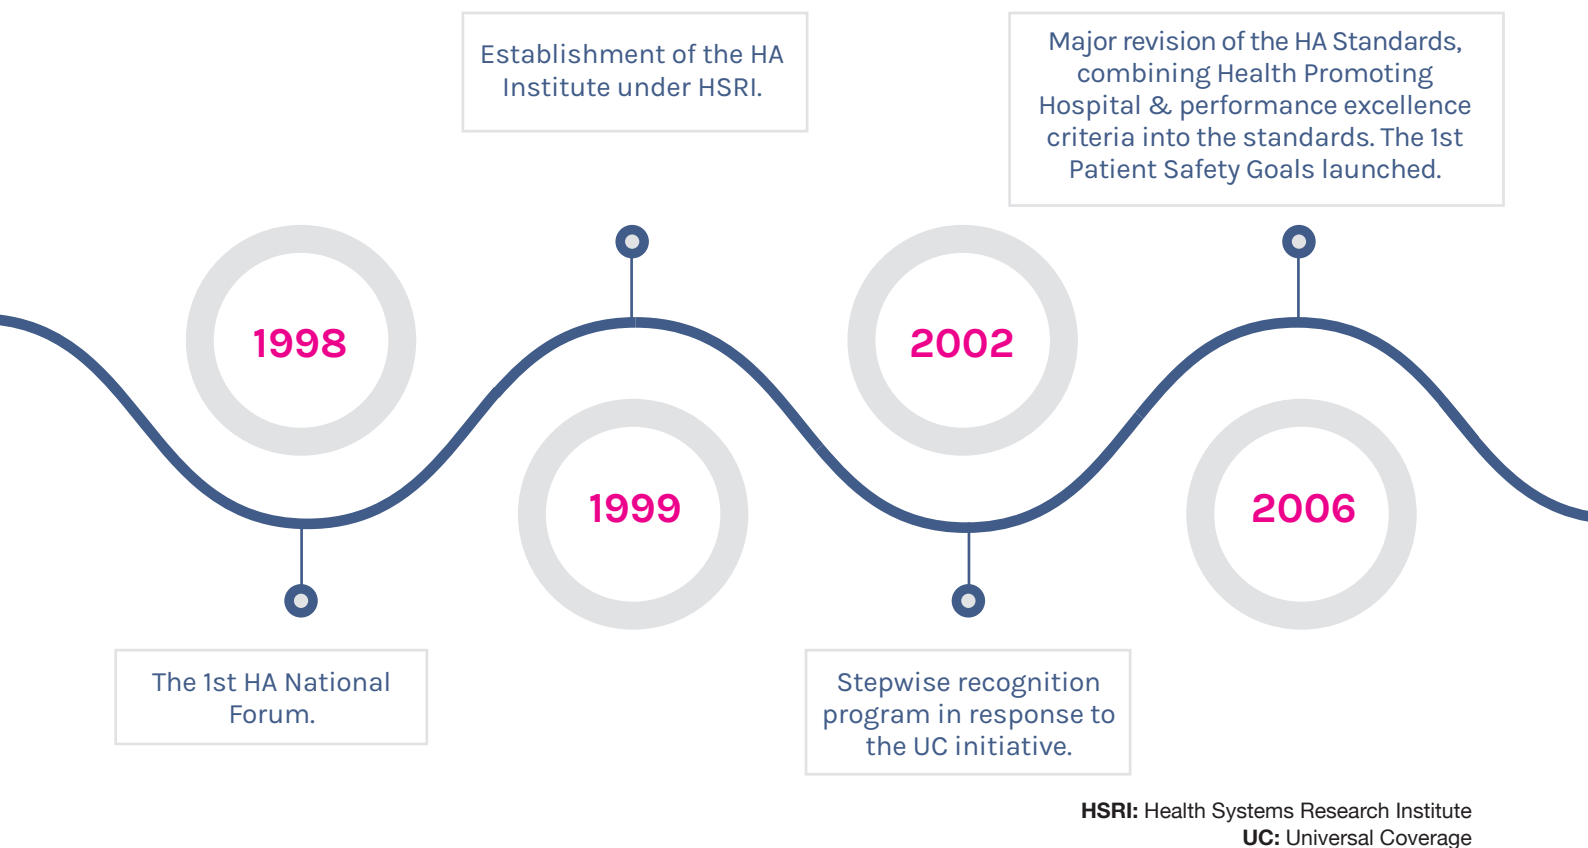 Establishment of the HA
Institute under HSRI.
Major revision of the HA Standards,
combining Health Promoting
Hospital & performance excellence
criteria into the standards. The 1st
Patient Safety Goals launched.
1998
2002
1999
2006
The 1st HA National
Forum.
Stepwise recognition
program in response to
the UC initiative.
HSRI: Health Systems Research Institute
UC: Universal Coverage